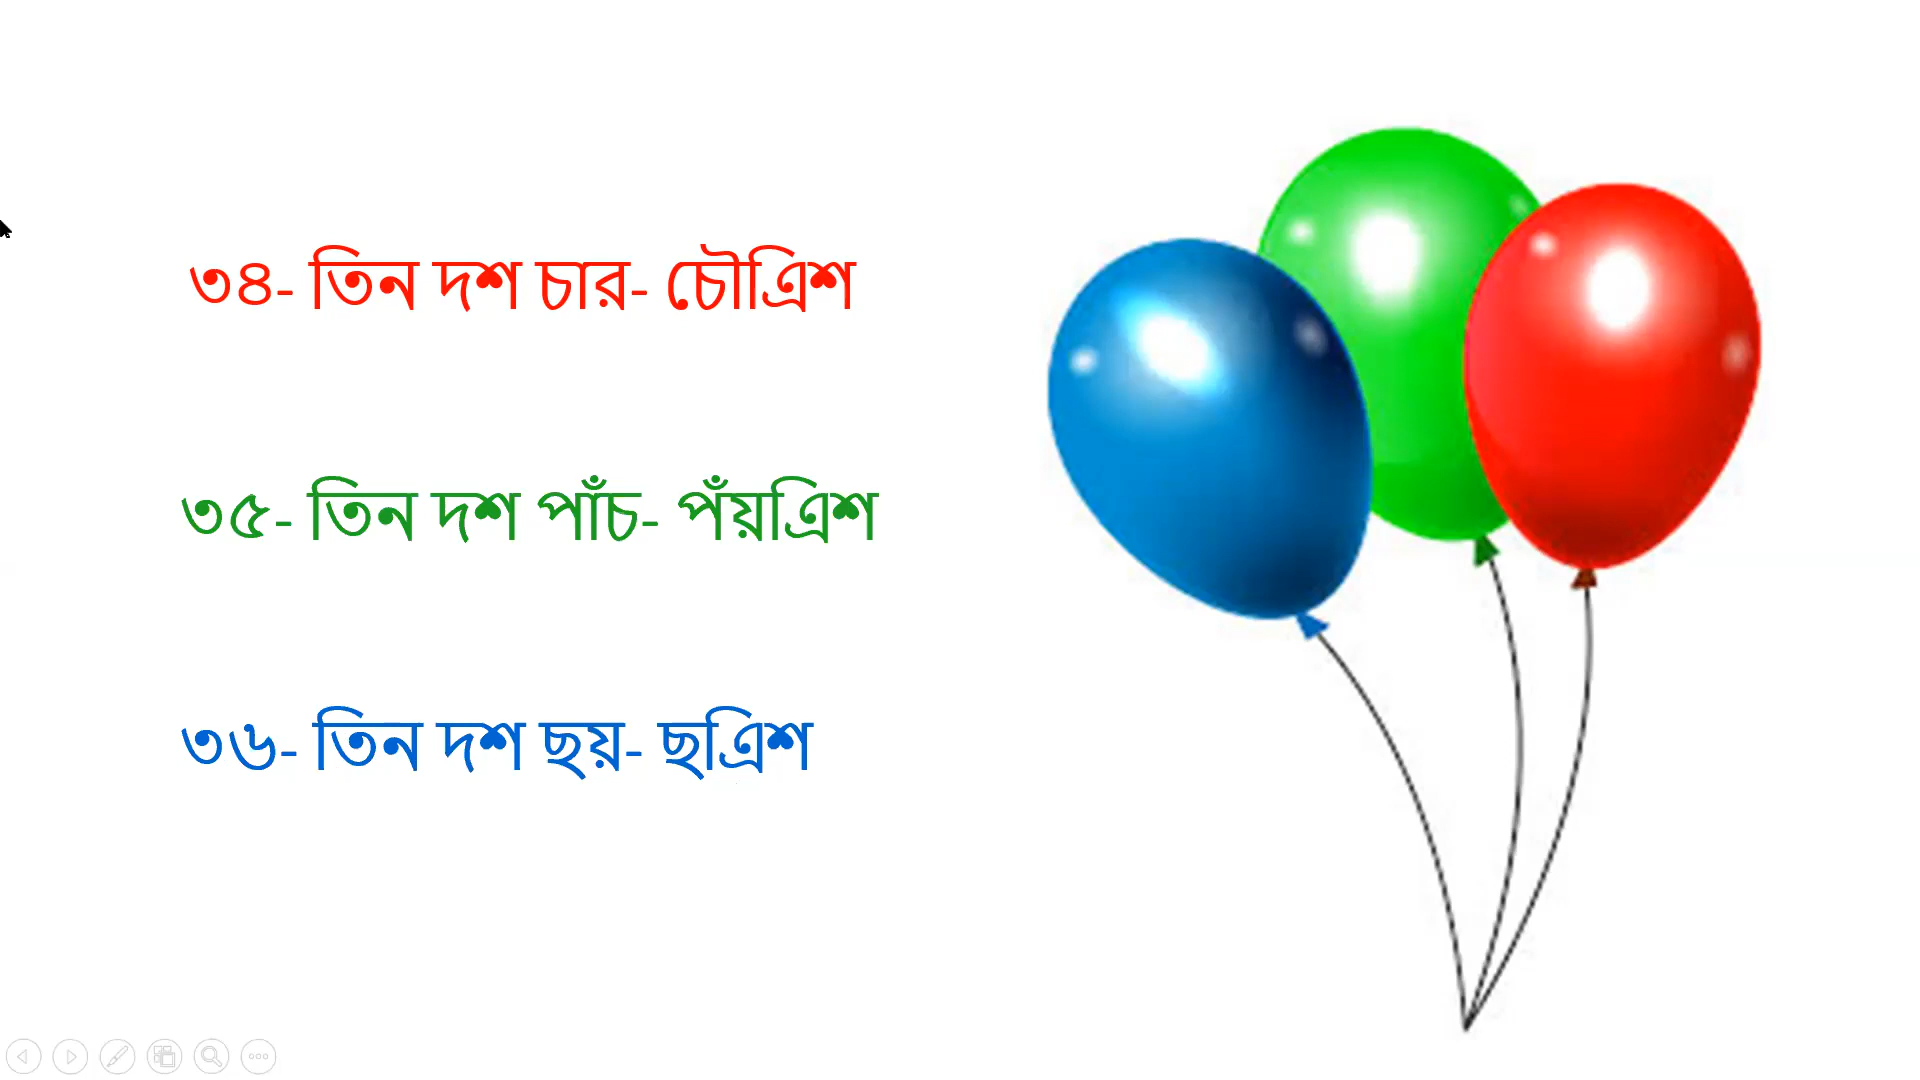 ৩৪- তিন দশ চার- চৌত্রিশ
৩৫- তিন দশ পাঁচ- পঁয়ত্রিশ
৩৬- তিন দশ ছয়- ছত্রিশ